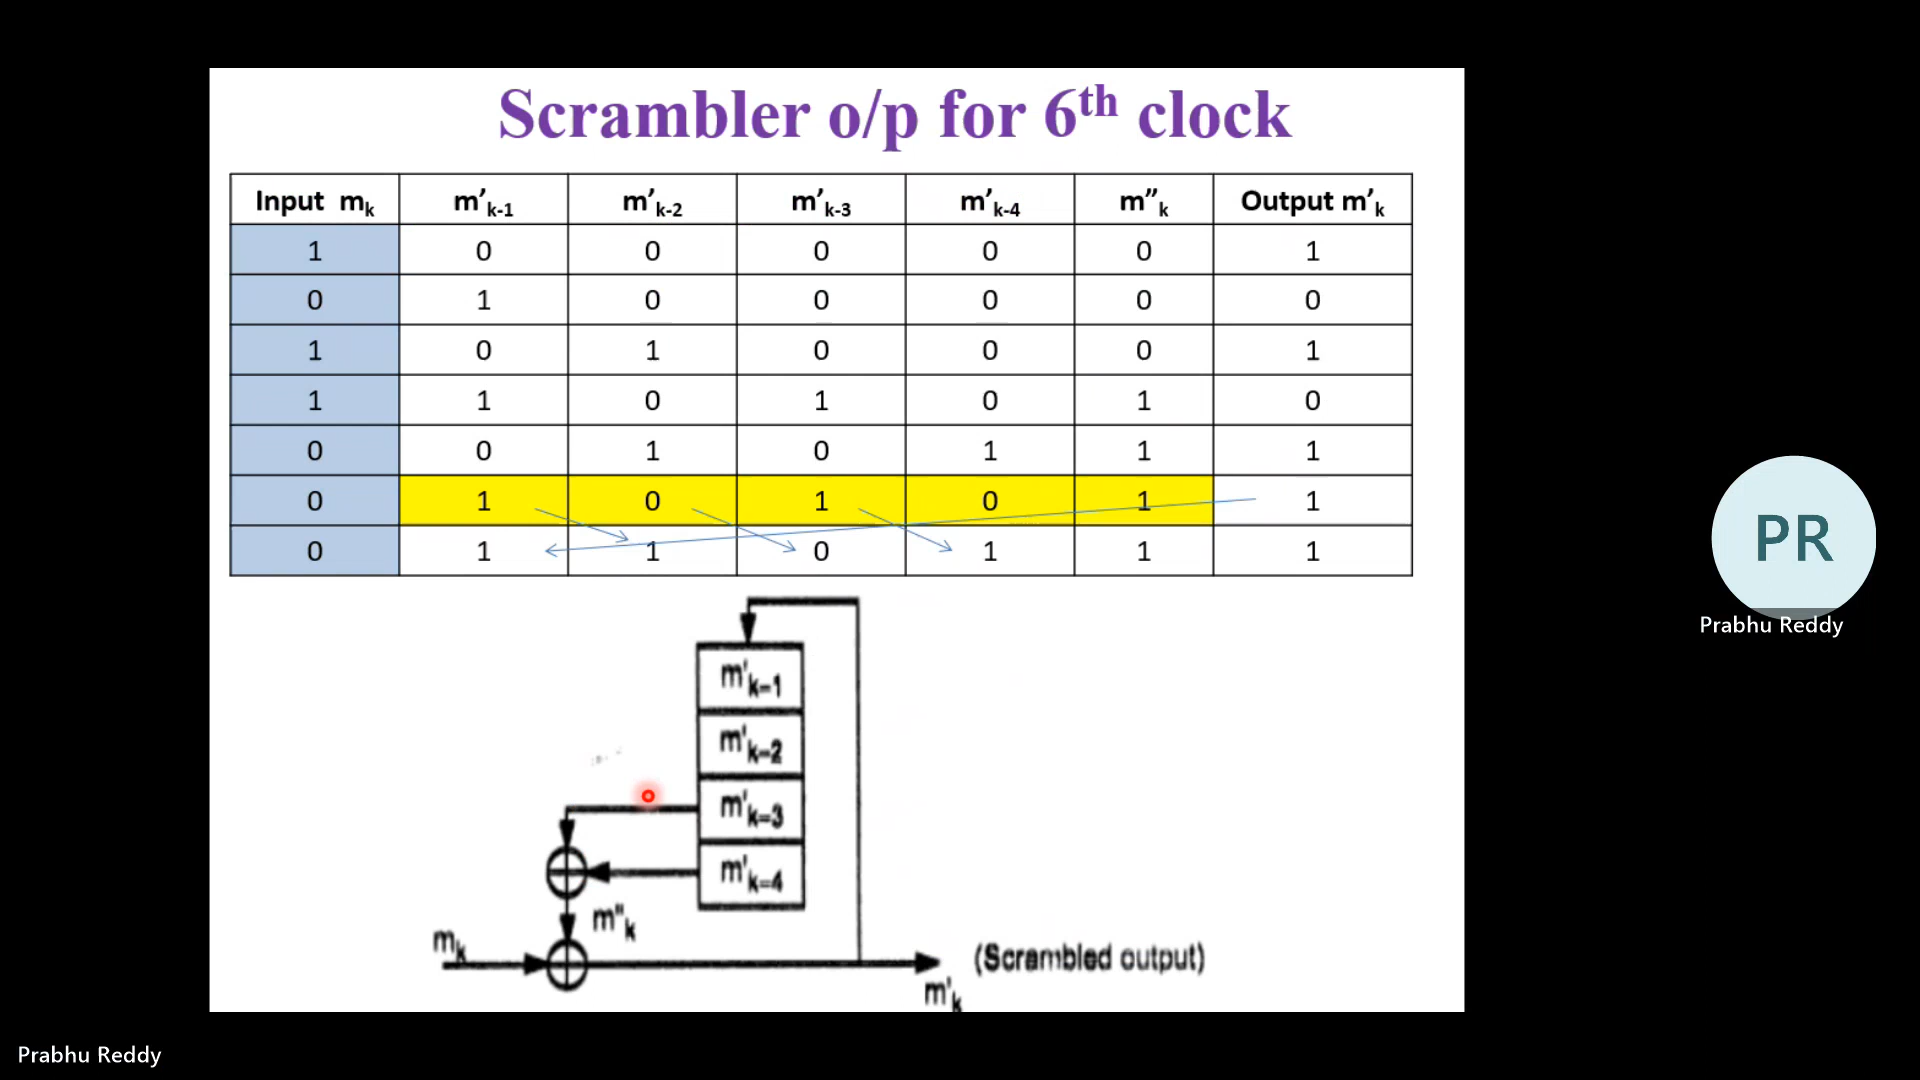 Scrambler o/p for 6th clock
Input mk m’k-1 m’k-2 m’k-3 m’k-4 m”k Output m’k
1 0 0 0 0 0 1
0 1 0 0 0 0 0
1 0 1 0 0 0 1
1 1 0 1 0 1 0
0 0 1 0 1 1 1
0 1 0 1 0 1 1
0 1 1 0 1 1 1
m'k-1
m'k-2
m'k-3
m'k-4
m"k
mk
(Scrambled output)
m'k
PR
Prabhu Reddy
Prabhu Reddy